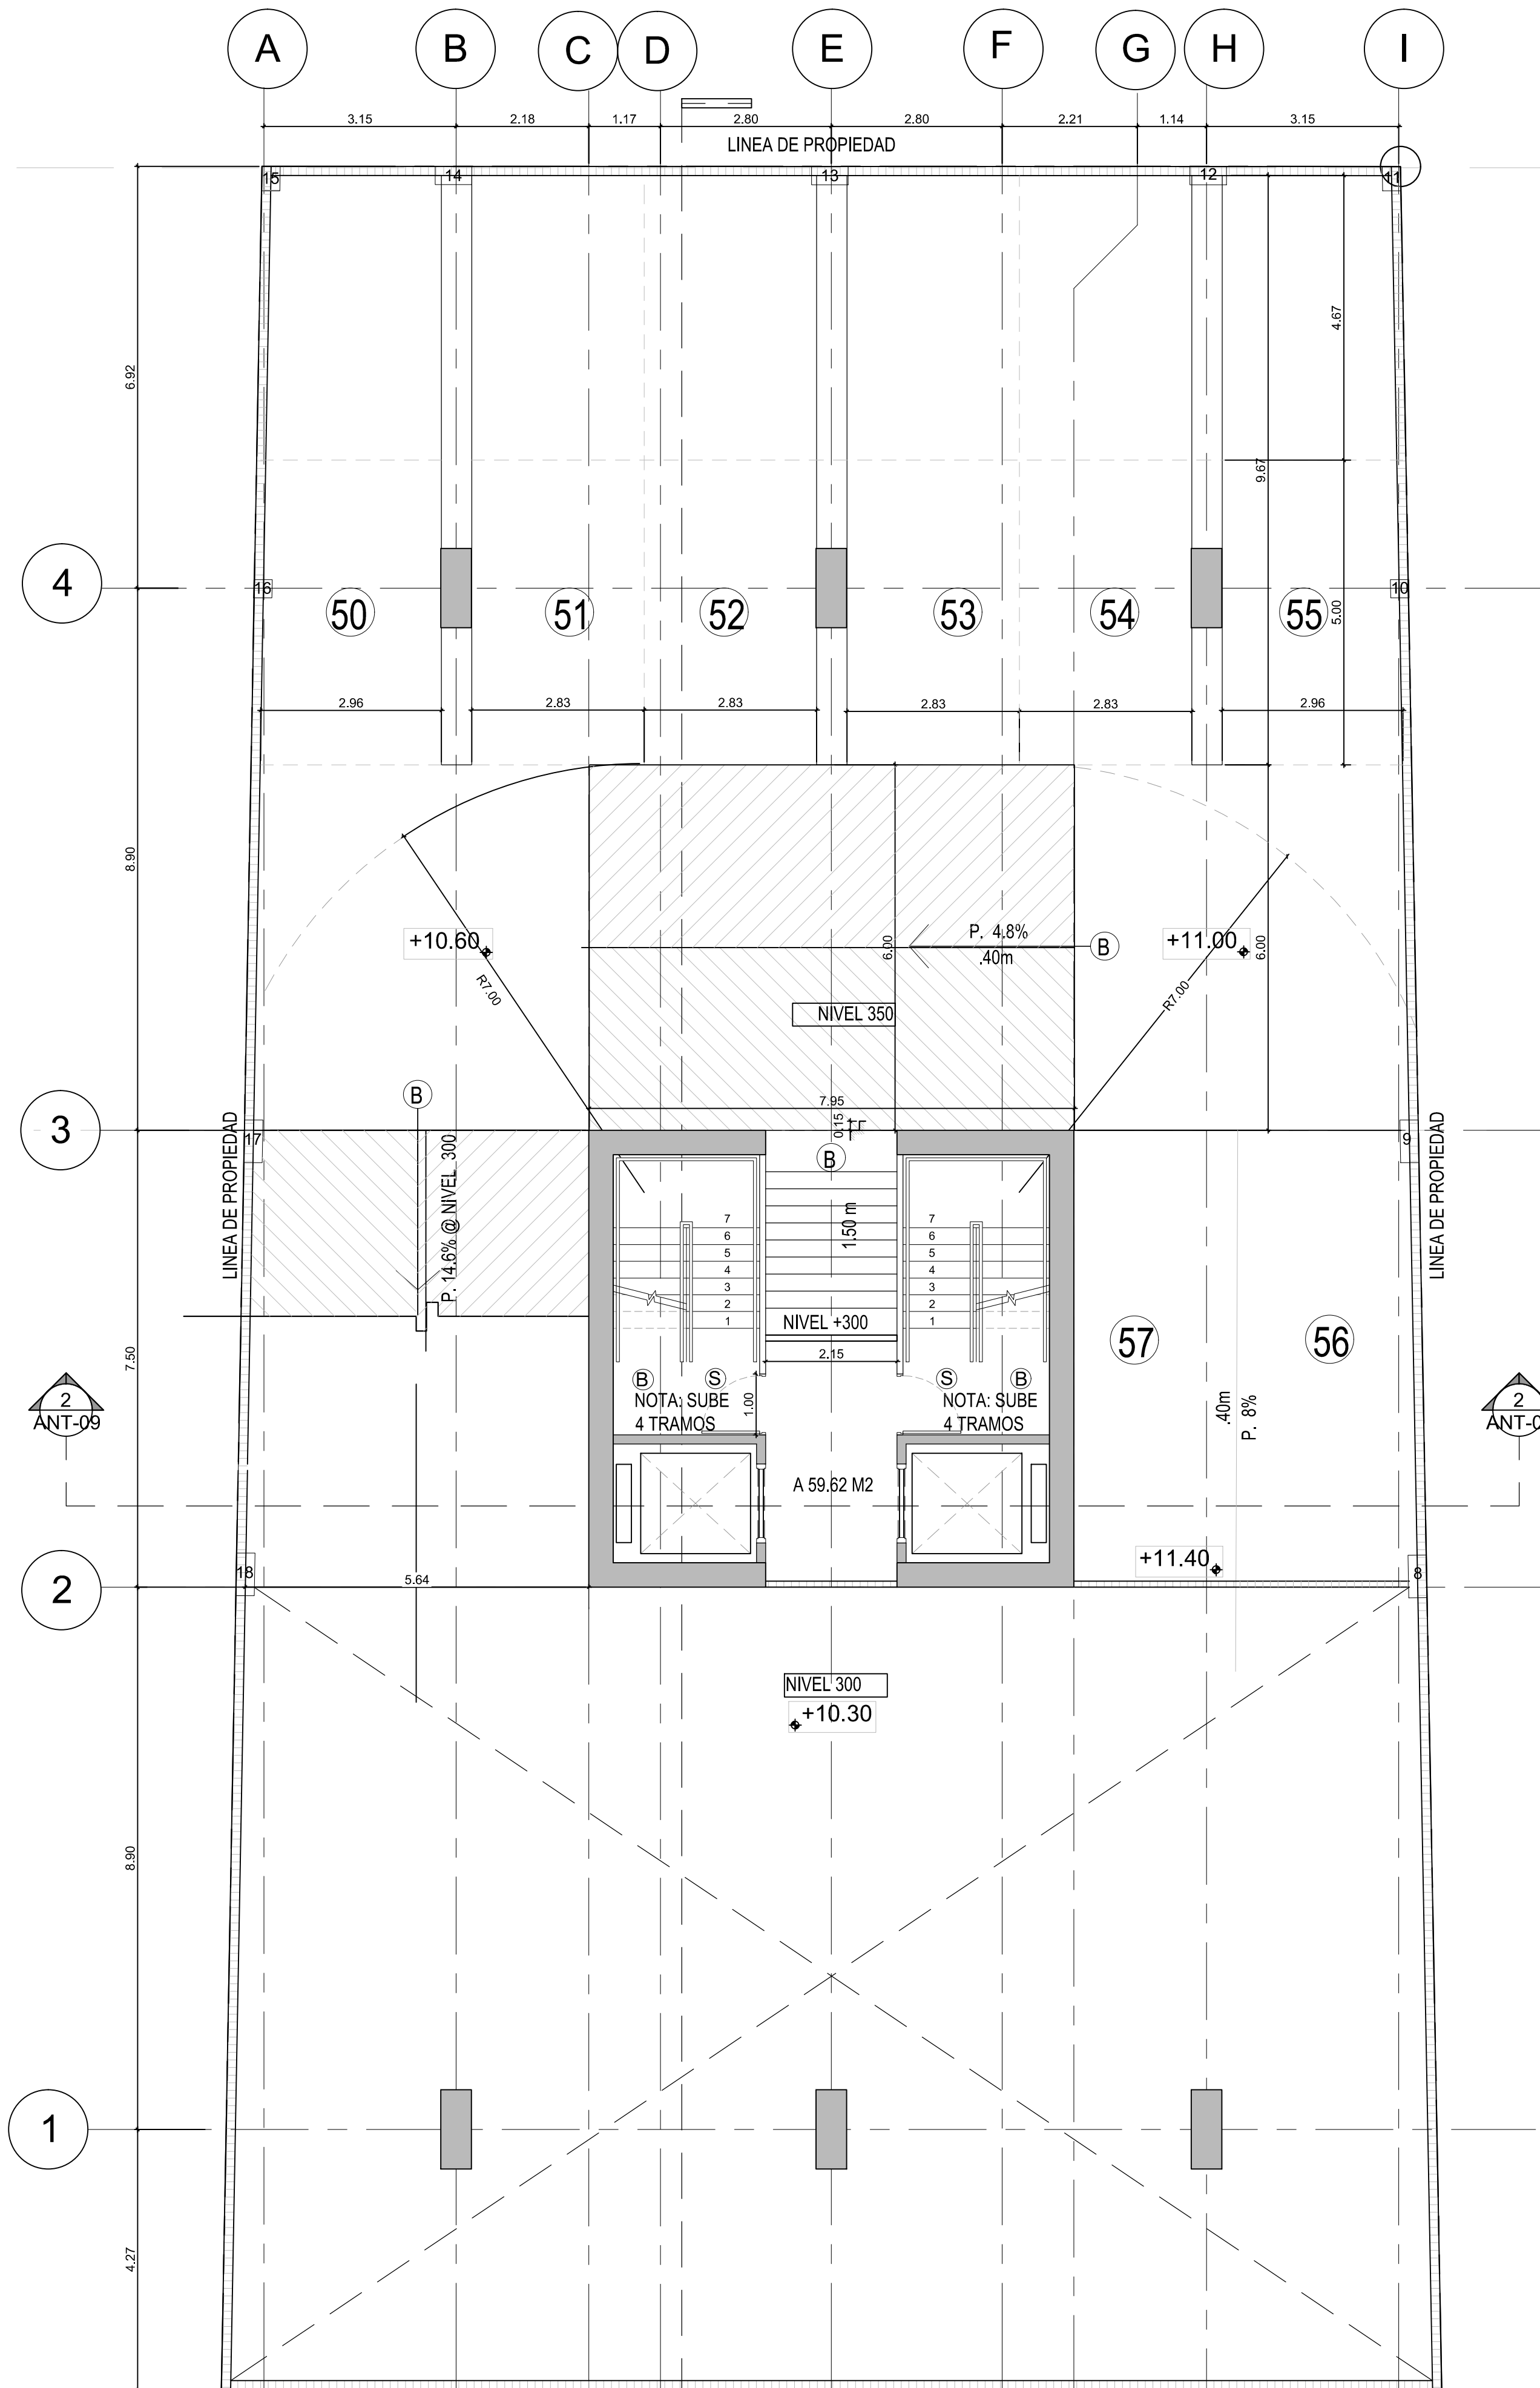 A B C D E F G H I
3.15 2.18 1.17 2.80 2.80 2.21 1.14 3.15
LINEA DE PROPIEDAD
15 14 13 12 11
4.67
6.92
9.67
4
16 10
50 51 52 53 54 55
5.00
2.96 2.83 2.83 2.83 2.83 2.96
8.90
+10.60
6.00
P. 4.8%
.40m
B
+11.00
6.00
R7.00
R7.00
NIVEL 350
B
7.95
0.15
3
17
9
LINEA DE PROPIEDAD
LINEA DE PROPIEDAD
P. 14.6% @ NIVEL 300
B
1.50 m
7 7
6 6
5 5
4 4
3 3
2 2
1 1
NIVEL +300
57 56
7.50
2.15
B S S B
NOTA: SUBE
4 TRAMOS
1.00
NOTA: SUBE
4 TRAMOS
.40m
P. 8%
2
ANT-09
2
ANT-0
A 59.62 M2
+11.40
2
18
5.64
8
NIVEL 300
+10.30
8.90
1
4.27